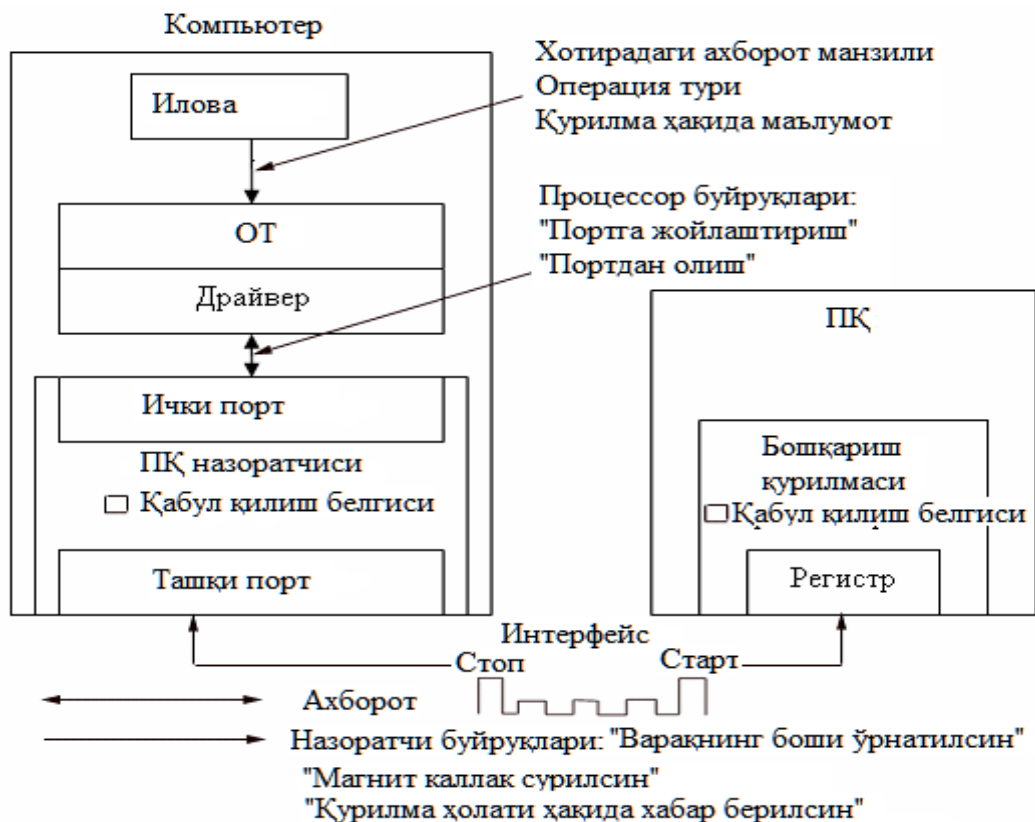 Компьютер
Хотирадаги ахборот манзили
Операция тури
Қурилма ҳақида маълумот
Илова
Процессор буйруқлари:
"Портга жойлаштириш"
"Портдан олиш"
ОТ
Драйвер
ПҚ
Ички порт
ПҚ назоратчиси
Қабул қилиш белгиси
Бошқариш
қурилмаси
Қабул қилиш белгиси
Ташқи порт
Регистр
Интерфейс
Стоп Старт
Ахборот
Назоратчи буйруқлари: "Варақнинг боши ўрнатилсин"
"Магнит каллак сурилсин"
"Қурилма ҳолати ҳақида хабар берилсин"